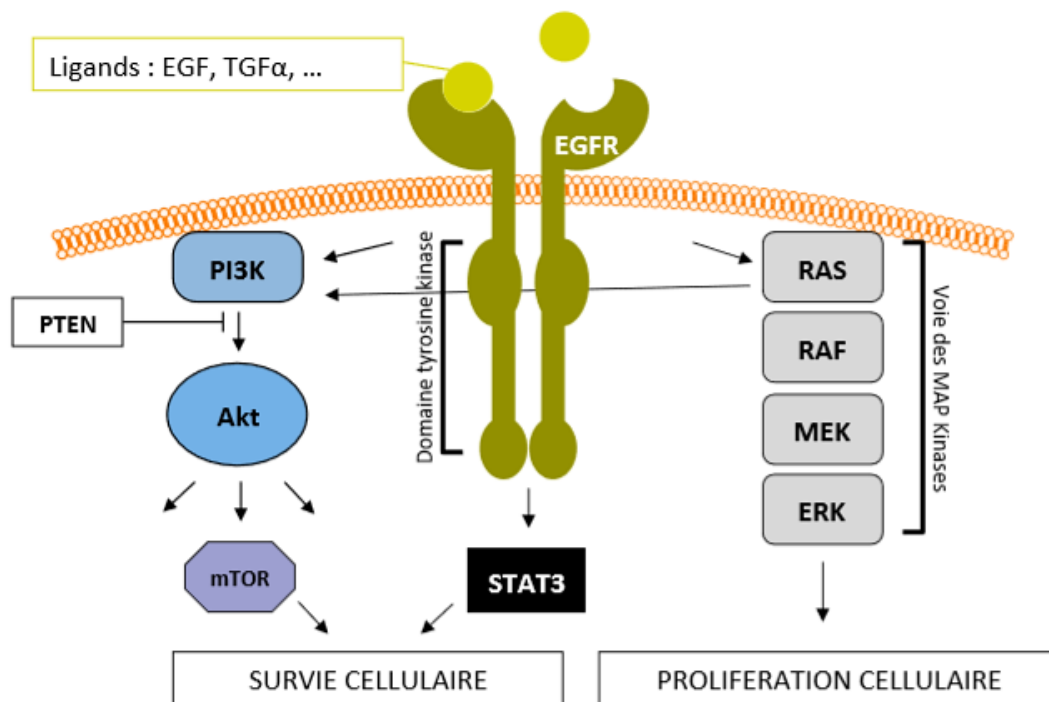 Ligands : EGF, TGFα, ...
EGFR
PI3K
RAS
PTEN
RAF
Akt
MEK
ERK
Domaine tyrosine kinase
Voie des MAP Kinases
mTOR
STAT3
SURVIE CELLULAIRE
PROLIFERATION CELLULAIRE